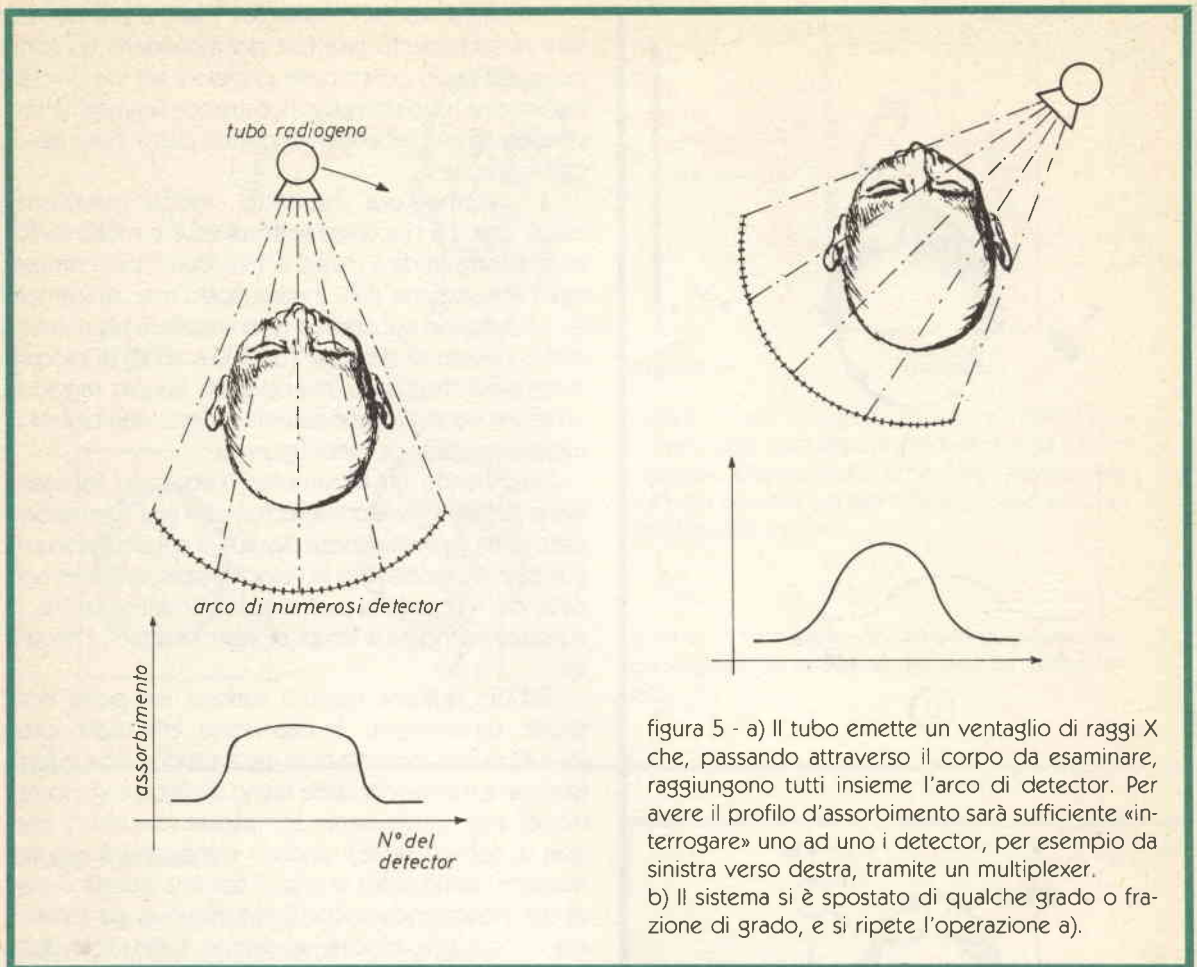 tubo radiogeno
arco di numerosi detector
assorbimento
N° del
detector
figura 5 - a) Il tubo emette un ventaglio di raggi X
che, passando attraverso il corpo da esaminare,
raggiungono tutti insieme l'arco di detector. Per
avere il profilo d'assorbimento sarà sufficiente «in-
terrogare» uno ad uno i detector, per esempio da
sinistra verso destra, tramite un multiplexer.
b) Il sistema si è spostato di qualche grado o fra-
zione di grado, e si ripete l'operazione a).